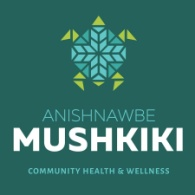 ANISHNAWBE
MUSHKIKI
COMMUNITY HEALTH & WELLNESS